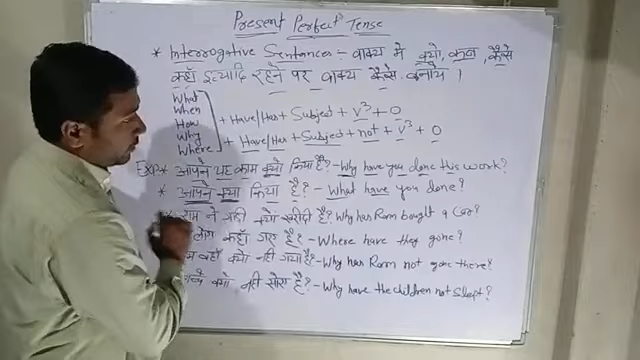 Present Perfect Tense
* Interrogative Sentences :- वाक्य में क्यो, कब, कैसे
कहाँ इत्यादि रहने पर वाक्य कैसे बनाये ।
What
When
How
Why
Where
+ Have/Has + Subject + V³ + O
+ Have/Has + Subject + not + V³ + O
Exp:- * आपने यह काम क्यो किया है? - Why have you done this work?
* आपने क्या किया है? - What have you done?
ने गाडी क्यो खरीदी है? Why has Ram bought a Car?
लोग कहाँ गए है? - Where have they gone?
वहाँ क्यो नही गया है? - Why has Ram not gone there?
क्यो नही सोए है? - Why have the children not slept?